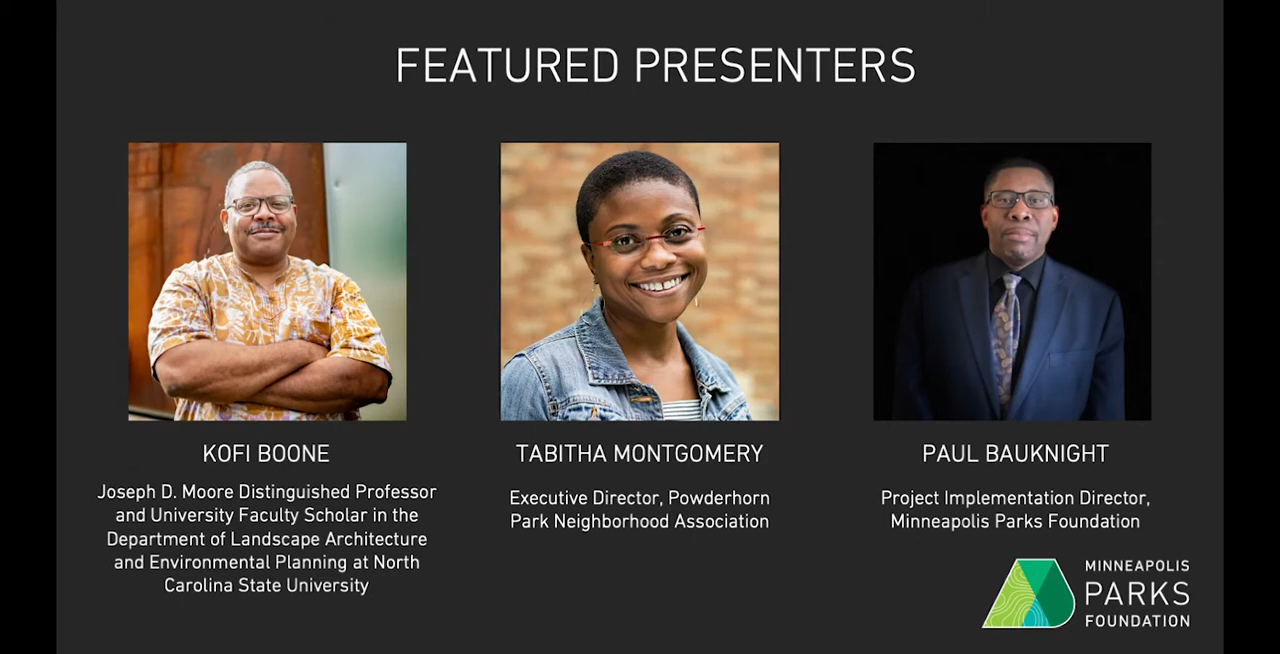 FEATURED PRESENTERS
KOFI BOONE
Joseph D. Moore Distinguished Professor
and University Faculty Scholar in the
Department of Landscape Architecture
and Environmental Planning at North
Carolina State University
TABITHA MONTGOMERY
Executive Director, Powderhorn
Park Neighborhood Association
PAUL BAUKNIGHT
Project Implementation Director,
Minneapolis Parks Foundation
MINNEAPOLIS
PARKS
FOUNDATION